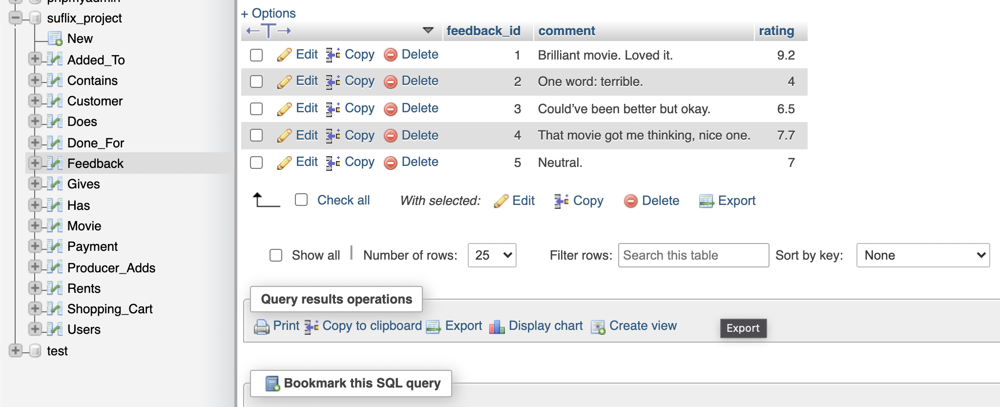 phpmyadmin
suflix_project
New
Added_To
Contains
Customer
Does
Done_For
Feedback
Gives
Has
Movie
Payment
Producer_Adds
Rents
Shopping_Cart
Users
test
+ Options
←T→ feedback_id comment rating
Edit Copy Delete 1 Brilliant movie. Loved it. 9.2
Edit Copy Delete 2 One word: terrible. 4
Edit Copy Delete 3 Could’ve been better but okay. 6.5
Edit Copy Delete 4 That movie got me thinking, nice one. 7.7
Edit Copy Delete 5 Neutral. 7
Check all With selected: Edit Copy Delete Export
Show all | Number of rows: 25 Filter rows: Search this table Sort by key: None
Query results operations
Print Copy to clipboard Export Display chart Create view Export
Bookmark this SQL query